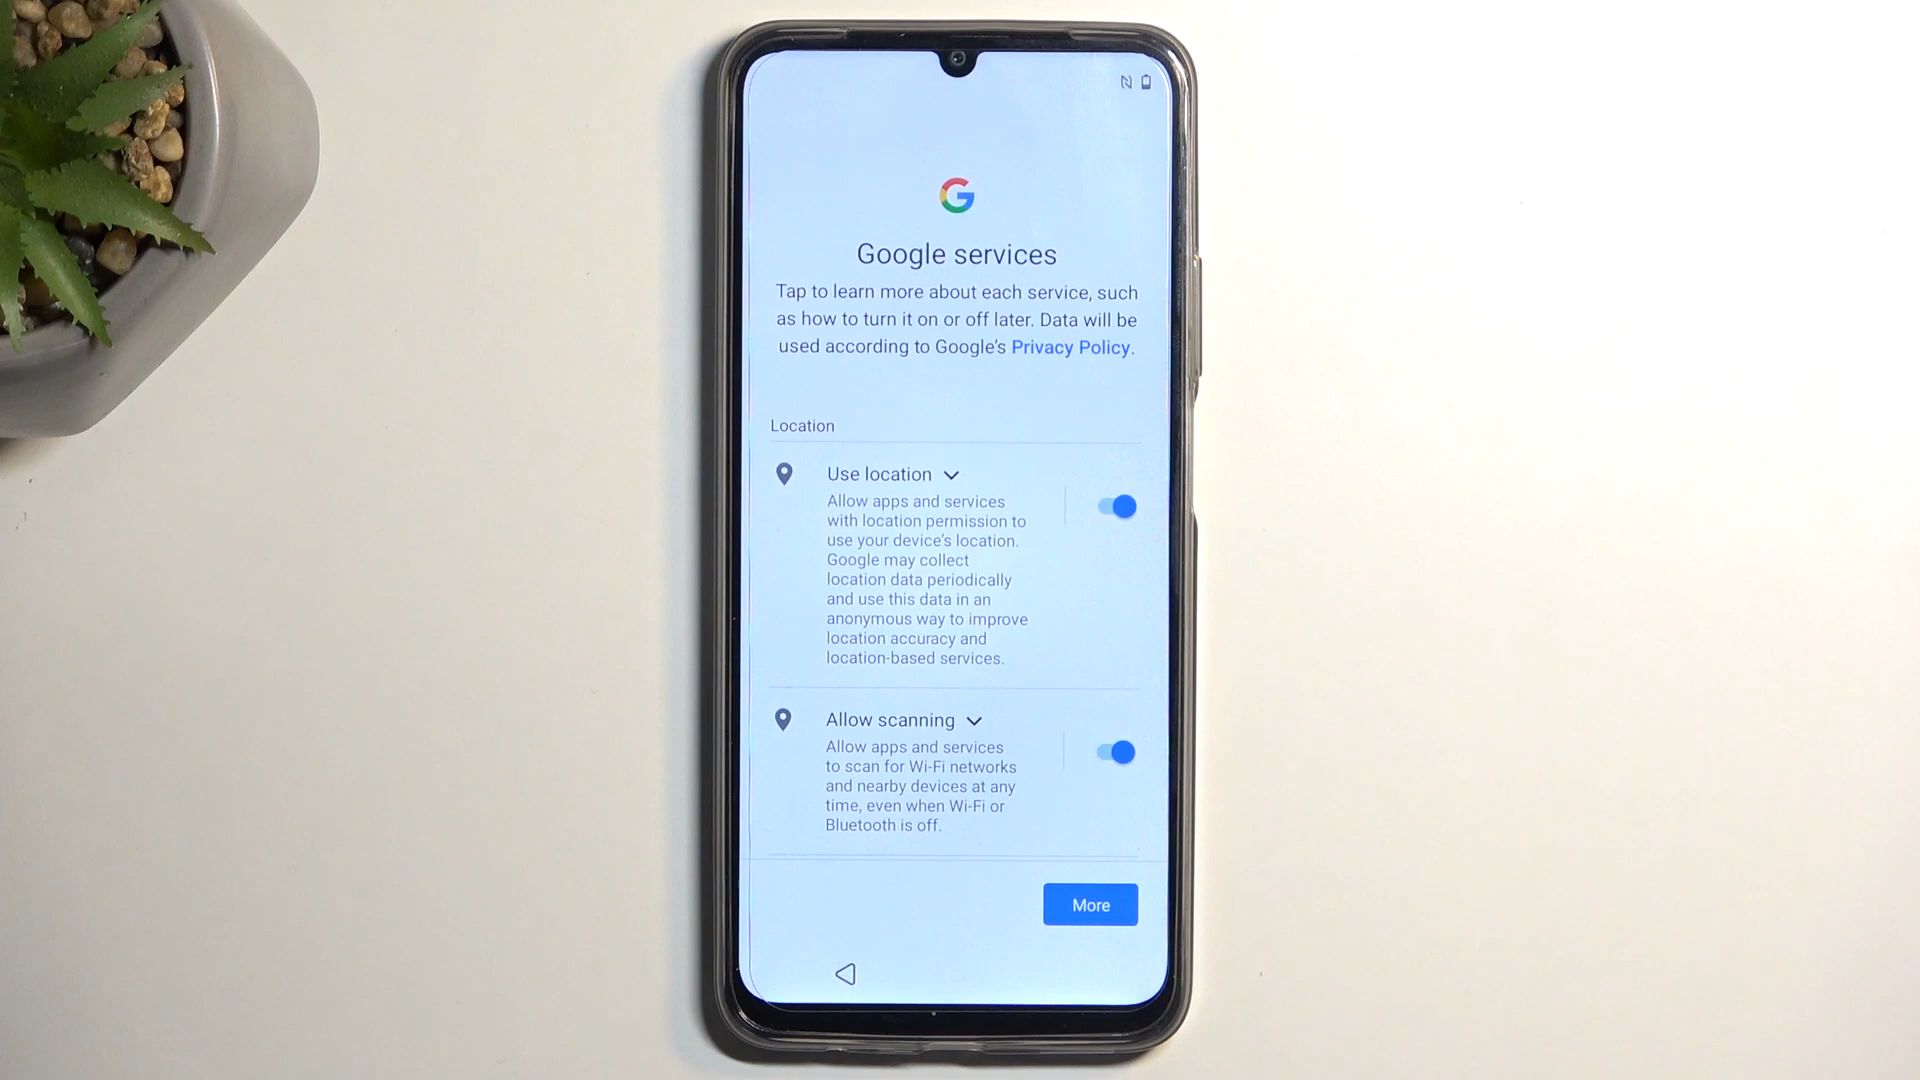 Google services
Tap to learn more about each service, such
as how to turn it on or off later. Data will be
used according to Google's Privacy Policy.
Location
Use location
Allow apps and services
with location permission to
use your device's location.
Google may collect
location data periodically
and use this data in an
anonymous way to improve
location accuracy and
location-based services.
Allow scanning
Allow apps and services
to scan for Wi-Fi networks
and nearby devices at any
time, even when Wi-Fi or
Bluetooth is off.
More